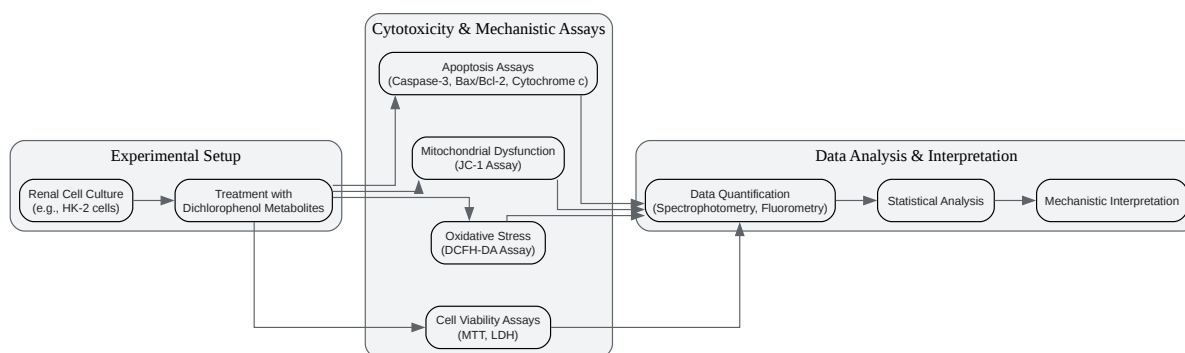 Experimental Setup
Renal Cell Culture
(e.g., HK-2 cells)
Treatment with
Dichlorophenol Metabolites
Cytotoxicity & Mechanistic Assays
Apoptosis Assays
(Caspase-3, Bax/Bcl-2, Cytochrome c)
Mitochondrial Dysfunction
(JC-1 Assay)
Oxidative Stress
(DCFH-DA Assay)
Cell Viability Assays
(MTT, LDH)
Data Analysis & Interpretation
Data Quantification
(Spectrophotometry, Fluorometry)
Statistical Analysis
Mechanistic Interpretation